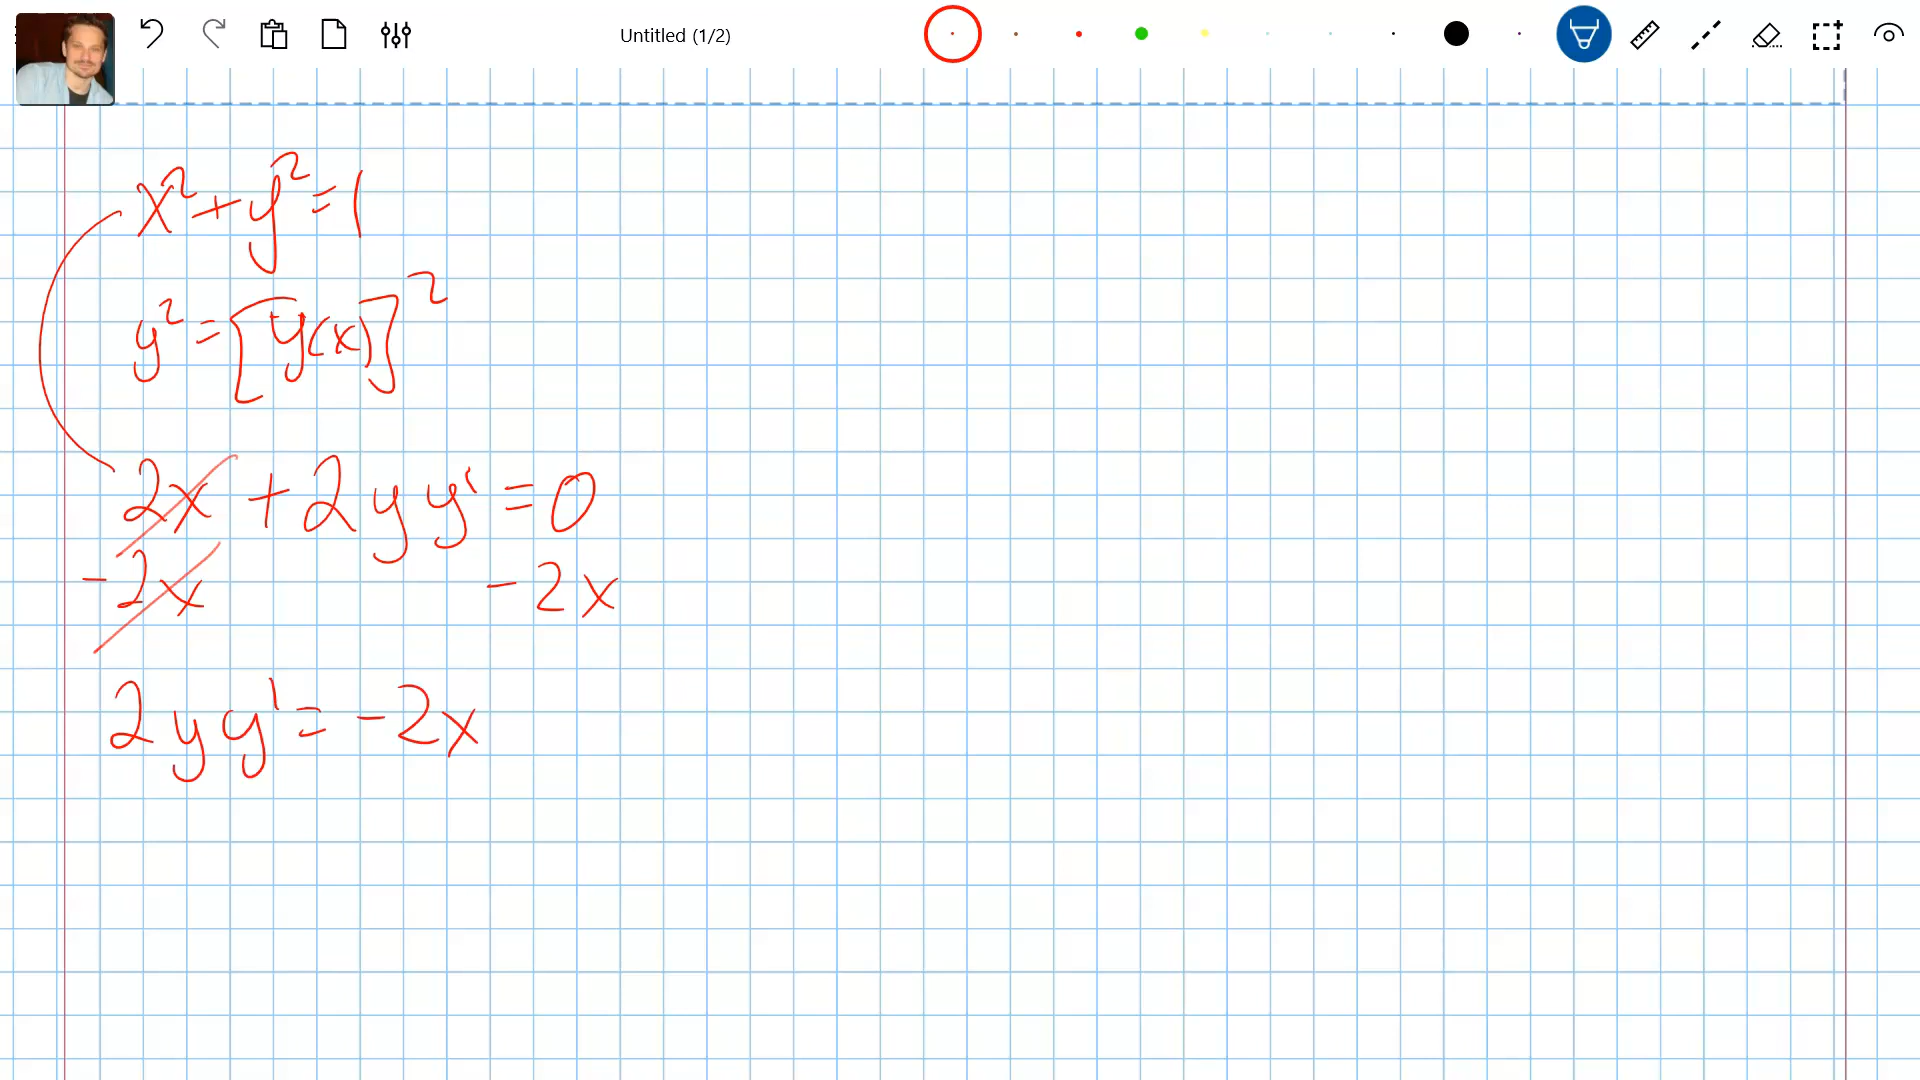 Untitled (1/2)
x²+y²=1
y²=[y(x)]²
2x+2yy'=0
-2x -2x
2yy'=-2x